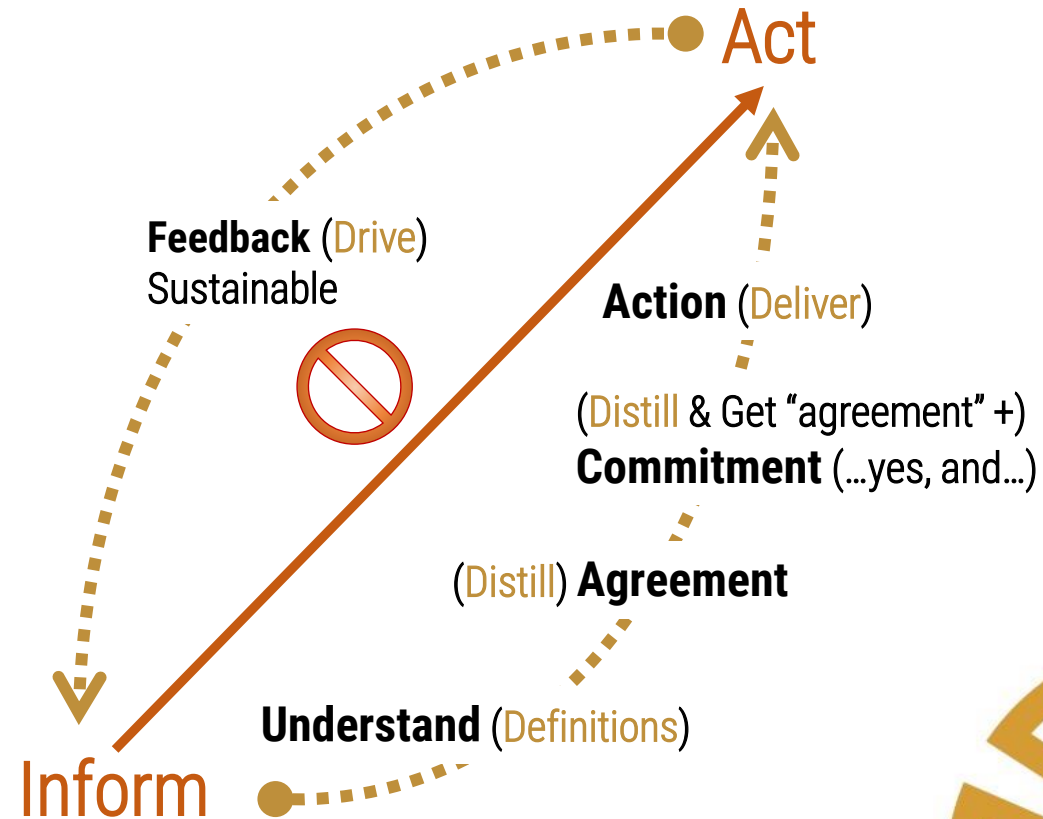 Act
Feedback (Drive)
Sustainable
Action (Deliver)
(Distill & Get “agreement” +)
Commitment (…yes, and…)
(Distill) Agreement
Understand (Definitions)
Inform